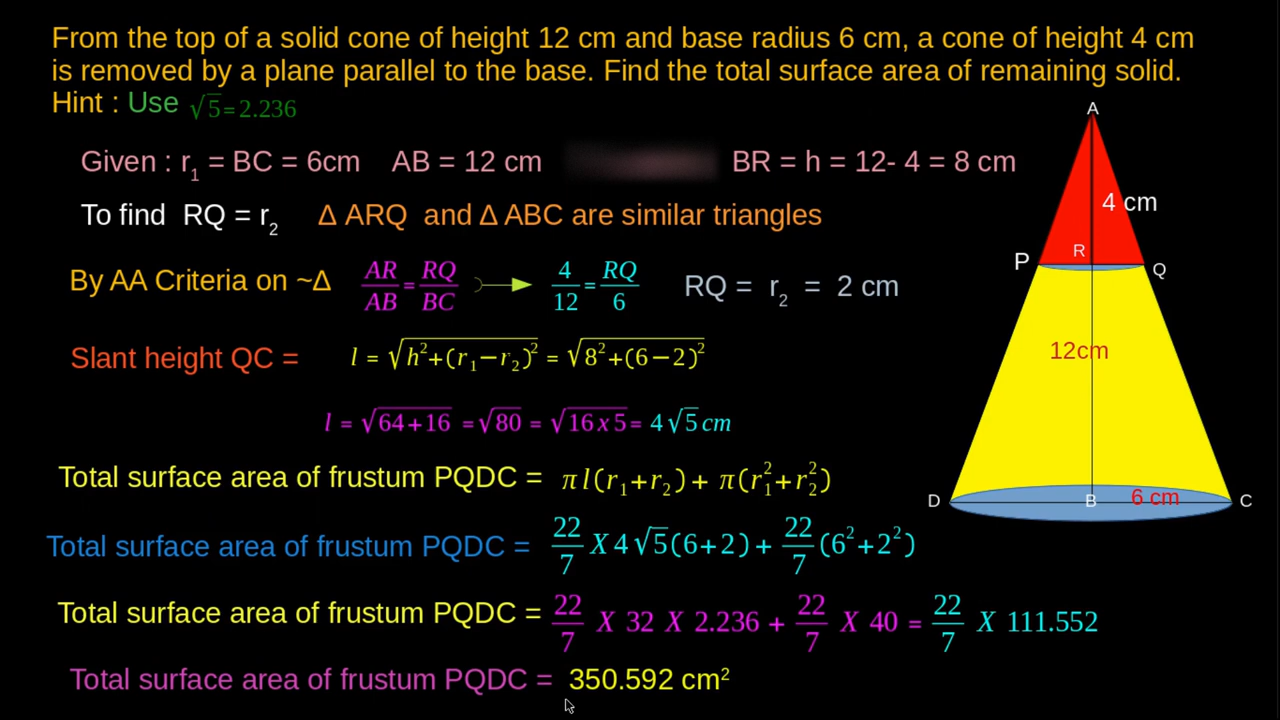 From the top of a solid cone of height 12 cm and base radius 6 cm, a cone of height 4 cm
is removed by a plane parallel to the base. Find the total surface area of remaining solid.
Hint : Use √5=2.236
Given : r₁ = BC = 6cm AB = 12 cm BR = h = 12- 4 = 8 cm
To find RQ = r₂ Δ ARQ and Δ ABC are similar triangles
By AA Criteria on ~Δ AR/AB = RQ/BC → 4/12 = RQ/6 RQ = r₂ = 2 cm
Slant height QC = l = √(h²+(r₁−r₂)²) = √(8²+(6−2)²)
l = √(64+16) = √80 = √(16 x 5) = 4√5 cm
Total surface area of frustum PQDC = π l(r₁+r₂)+ π(r₁²+r₂²)
Total surface area of frustum PQDC = 22/7 X 4√5(6+2)+ 22/7 (6²+2²)
Total surface area of frustum PQDC = 22/7 X 32 X 2.236 + 22/7 X 40 = 22/7 X 111.552
Total surface area of frustum PQDC = 350.592 cm²
A
4 cm
P R Q
12cm
D B 6 cm C